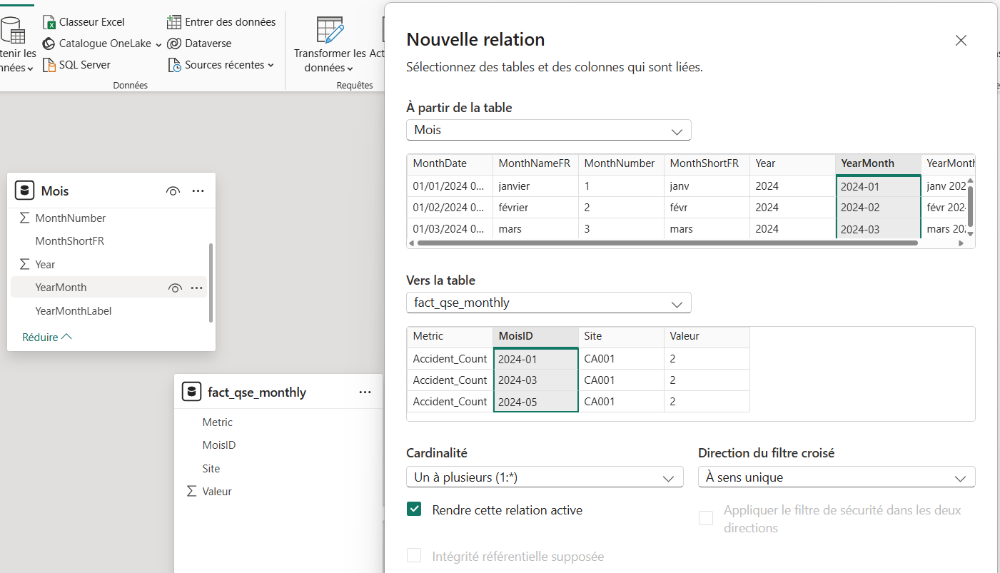 Classeur Excel
Entrer des données
Catalogue OneLake
Dataverse
SQL Server
Sources récentes
Transformer les
données
Données
Requêtes
Mois
MonthNumber
MonthShortFR
Year
YearMonth
YearMonthLabel
Réduire
fact_qse_monthly
Metric
MoisID
Site
Valeur
Nouvelle relation
Sélectionnez des tables et des colonnes qui sont liées.
À partir de la table
Mois
MonthDate MonthNameFR MonthNumber MonthShortFR Year YearMonth YearMonth
01/01/2024 0... janvier 1 janv 2024 2024-01 janv 202
01/02/2024 0... février 2 févr 2024 2024-02 févr 202
01/03/2024 0... mars 3 mars 2024 2024-03 mars 20
Vers la table
fact_qse_monthly
Metric MoisID Site Valeur
Accident_Count 2024-01 CA001 2
Accident_Count 2024-03 CA001 2
Accident_Count 2024-05 CA001 2
Cardinalité
Direction du filtre croisé
Un à plusieurs (1:*)
À sens unique
Rendre cette relation active
Appliquer le filtre de sécurité dans les deux
directions
Intégrité référentielle supposée